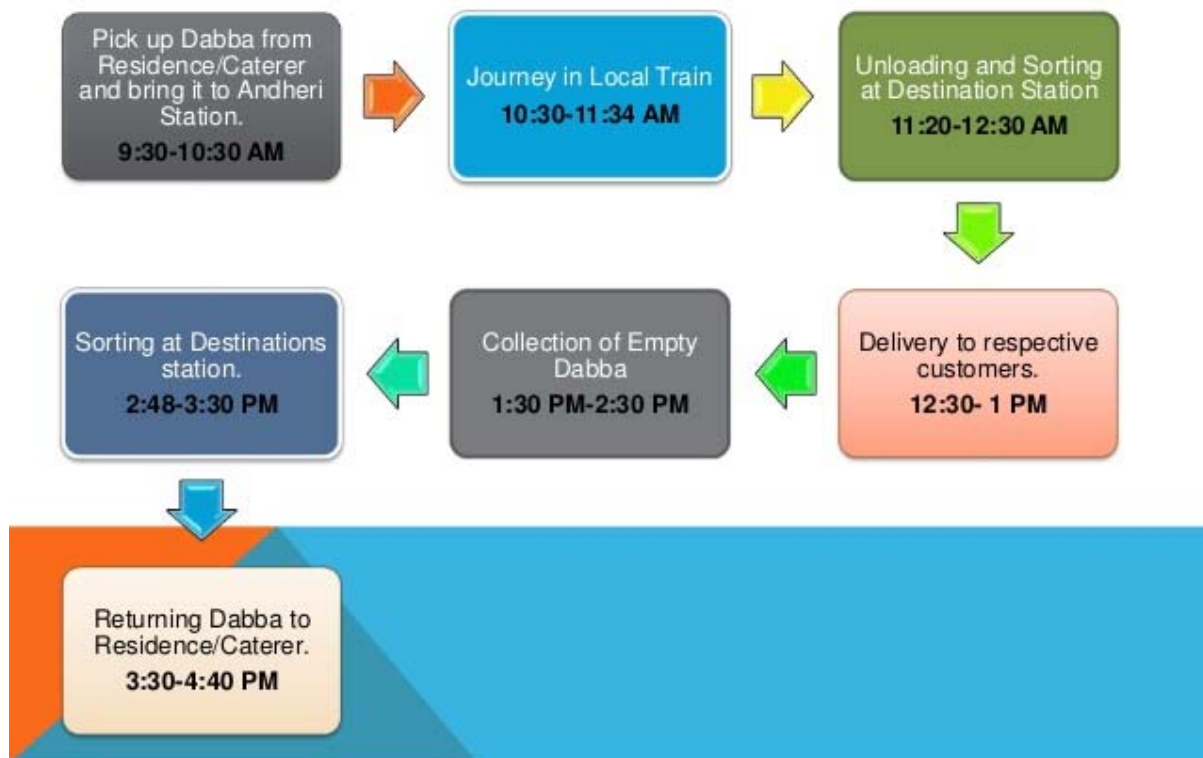 Pick up Dabba from
Residence/Caterer
and bring it to Andheri
Station.
9:30-10:30 AM
Journey in Local Train
10:30-11:34 AM
Unloading and Sorting
at Destination Station
11:20-12:30 AM
Delivery to respective
customers.
12:30- 1 PM
Collection of Empty
Dabba
1:30 PM-2:30 PM
Sorting at Destinations
station.
2:48-3:30 PM
Returning Dabba to
Residence/Caterer.
3:30-4:40 PM